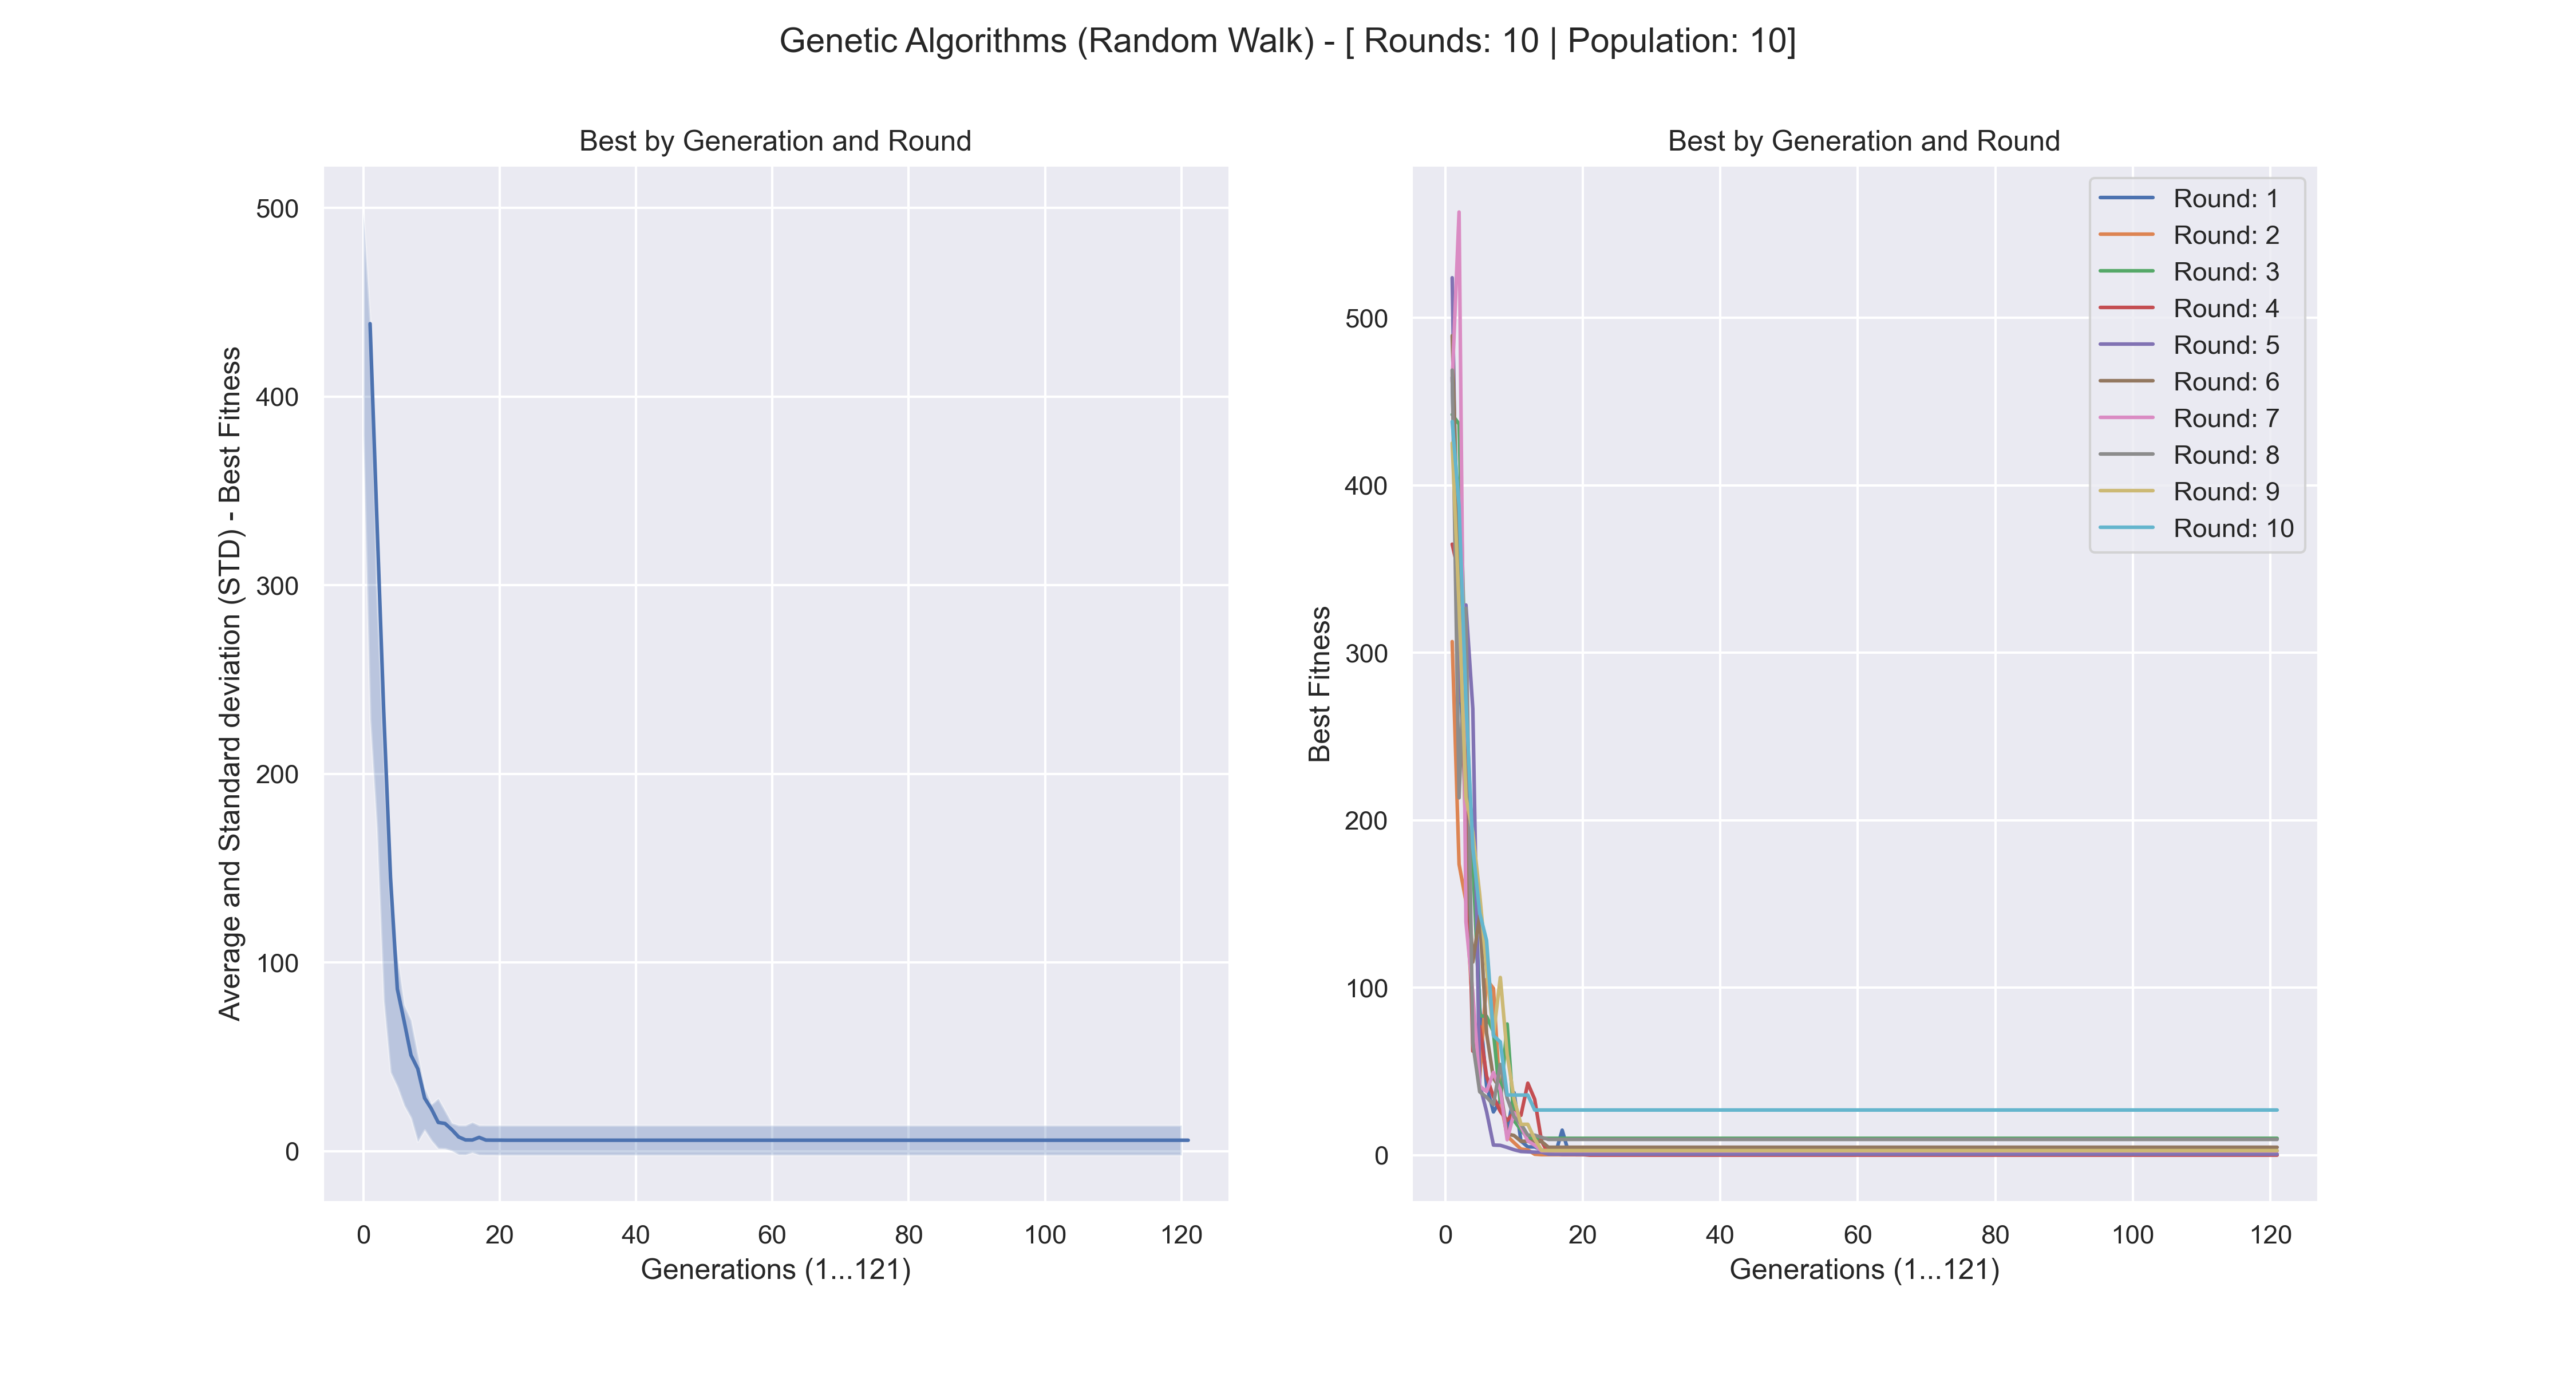 Genetic Algorithms (Random Walk) - [ Rounds: 10 | Population: 10]
Best by Generation and Round
Average and Standard deviation (STD) - Best Fitness
500
400
300
200
100
0
0 20 40 60 80 100 120
Generations (1...121)
Best by Generation and Round
Best Fitness
500
400
300
200
100
0
0 20 40 60 80 100 120
Generations (1...121)
Round: 1
Round: 2
Round: 3
Round: 4
Round: 5
Round: 6
Round: 7
Round: 8
Round: 9
Round: 10